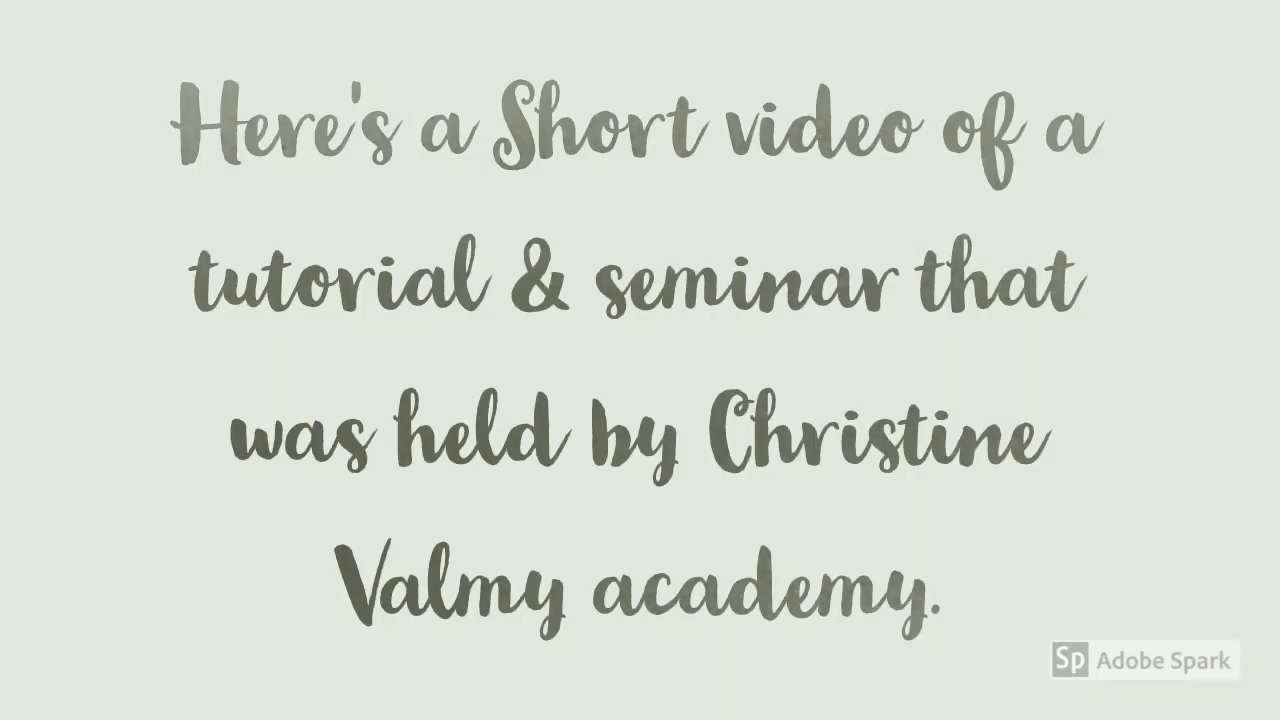 Here's a Short video of a
tutorial & seminar that
was held by Christine
Valmy academy.
Sp Adobe Spark